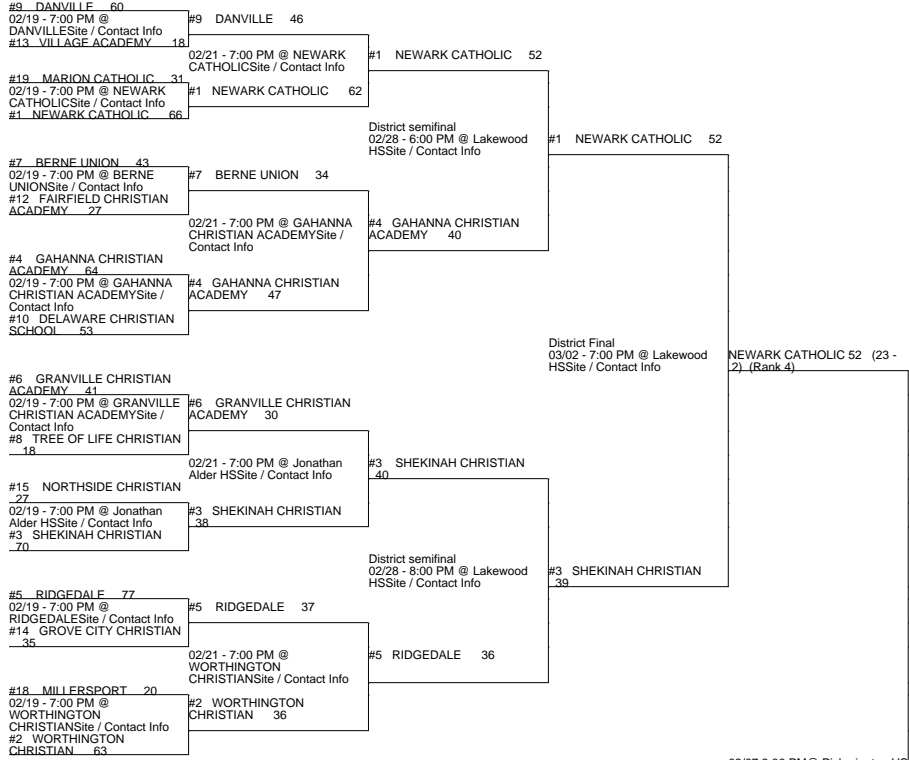 #9 DANVILLE 60
02/19 - 7:00 PM @
DANVILLESite / Contact Info
#13 VILLAGE ACADEMY 18
#19 MARION CATHOLIC 31
02/19 - 7:00 PM @ NEWARK
CATHOLICSite / Contact Info
#1 NEWARK CATHOLIC 66
#7 BERNE UNION 43
02/19 - 7:00 PM @ BERNE
UNIONSite / Contact Info
#12 FAIRFIELD CHRISTIAN
ACADEMY 27
#4 GAHANNA CHRISTIAN
ACADEMY 64
02/19 - 7:00 PM @ GAHANNA
CHRISTIAN ACADEMYSite /
Contact Info
#10 DELAWARE CHRISTIAN
SCHOOL 53
#6 GRANVILLE CHRISTIAN
ACADEMY 41
02/19 - 7:00 PM @ GRANVILLE
CHRISTIAN ACADEMYSite /
Contact Info
#8 TREE OF LIFE CHRISTIAN
18
#15 NORTHSIDE CHRISTIAN
27
02/19 - 7:00 PM @ Jonathan
Alder HSSite / Contact Info
#3 SHEKINAH CHRISTIAN
70
#5 RIDGEDALE 77
02/19 - 7:00 PM @
RIDGEDALESite / Contact Info
#14 GROVE CITY CHRISTIAN
35
#18 MILLERSPORT 20
02/19 - 7:00 PM @
WORTHINGTON
CHRISTIANSite / Contact Info
#2 WORTHINGTON
CHRISTIAN 63
#9 DANVILLE 46
02/21 - 7:00 PM @ NEWARK
CATHOLICSite / Contact Info
#1 NEWARK CATHOLIC 62
#7 BERNE UNION 34
02/21 - 7:00 PM @ GAHANNA
CHRISTIAN ACADEMYSite /
Contact Info
#4 GAHANNA CHRISTIAN
ACADEMY 47
#6 GRANVILLE CHRISTIAN
ACADEMY 30
02/21 - 7:00 PM @ Jonathan
Alder HSSite / Contact Info
#3 SHEKINAH CHRISTIAN
38
#5 RIDGEDALE 37
02/21 - 7:00 PM @
WORTHINGTON
CHRISTIANSite / Contact Info
#2 WORTHINGTON
CHRISTIAN 36
#1 NEWARK CATHOLIC 52
District semifinal
02/28 - 6:00 PM @ Lakewood
HSSite / Contact Info
#4 GAHANNA CHRISTIAN
ACADEMY 40
#3 SHEKINAH CHRISTIAN
40
District semifinal
02/28 - 8:00 PM @ Lakewood
HSSite / Contact Info
#5 RIDGEDALE 36
#1 NEWARK CATHOLIC 52
District Final
03/02 - 7:00 PM @ Lakewood
HSSite / Contact Info
#3 SHEKINAH CHRISTIAN
39
NEWARK CATHOLIC 52 (23 -
2) (Rank 4)